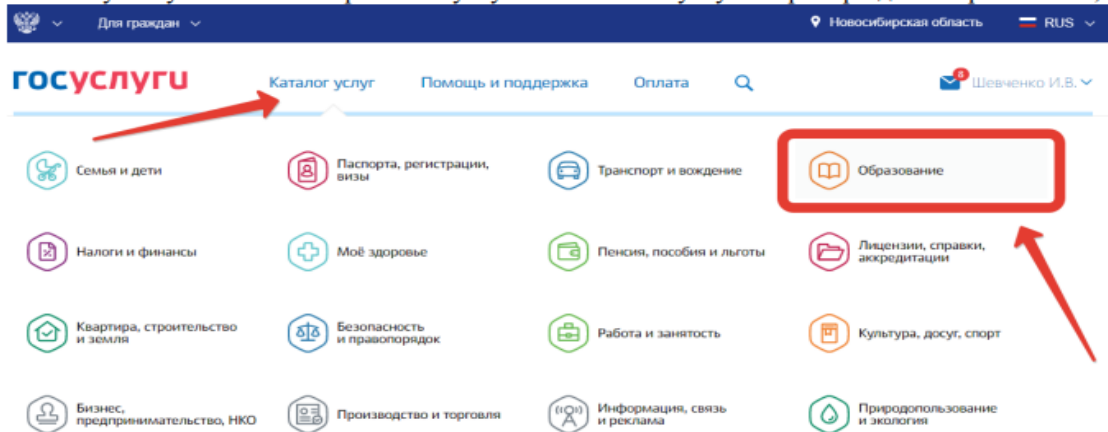 Для граждан
Новосибирская область
RUS
госуслуги
Каталог услуг
Помощь и поддержка
Оплата
8
Шевченко И.В.
Семья и дети
Паспорта, регистрации,
визы
Транспорт и вождение
Образование
Налоги и финансы
Моё здоровье
Пенсия, пособия и льготы
Лицензии, справки,
аккредитации
Квартира, строительство
и земля
Безопасность
и правопорядок
Работа и занятость
Культура, досуг, спорт
Бизнес,
предпринимательство, НКО
Производство и торговля
Информация, связь
и реклама
Природопользование
и экология